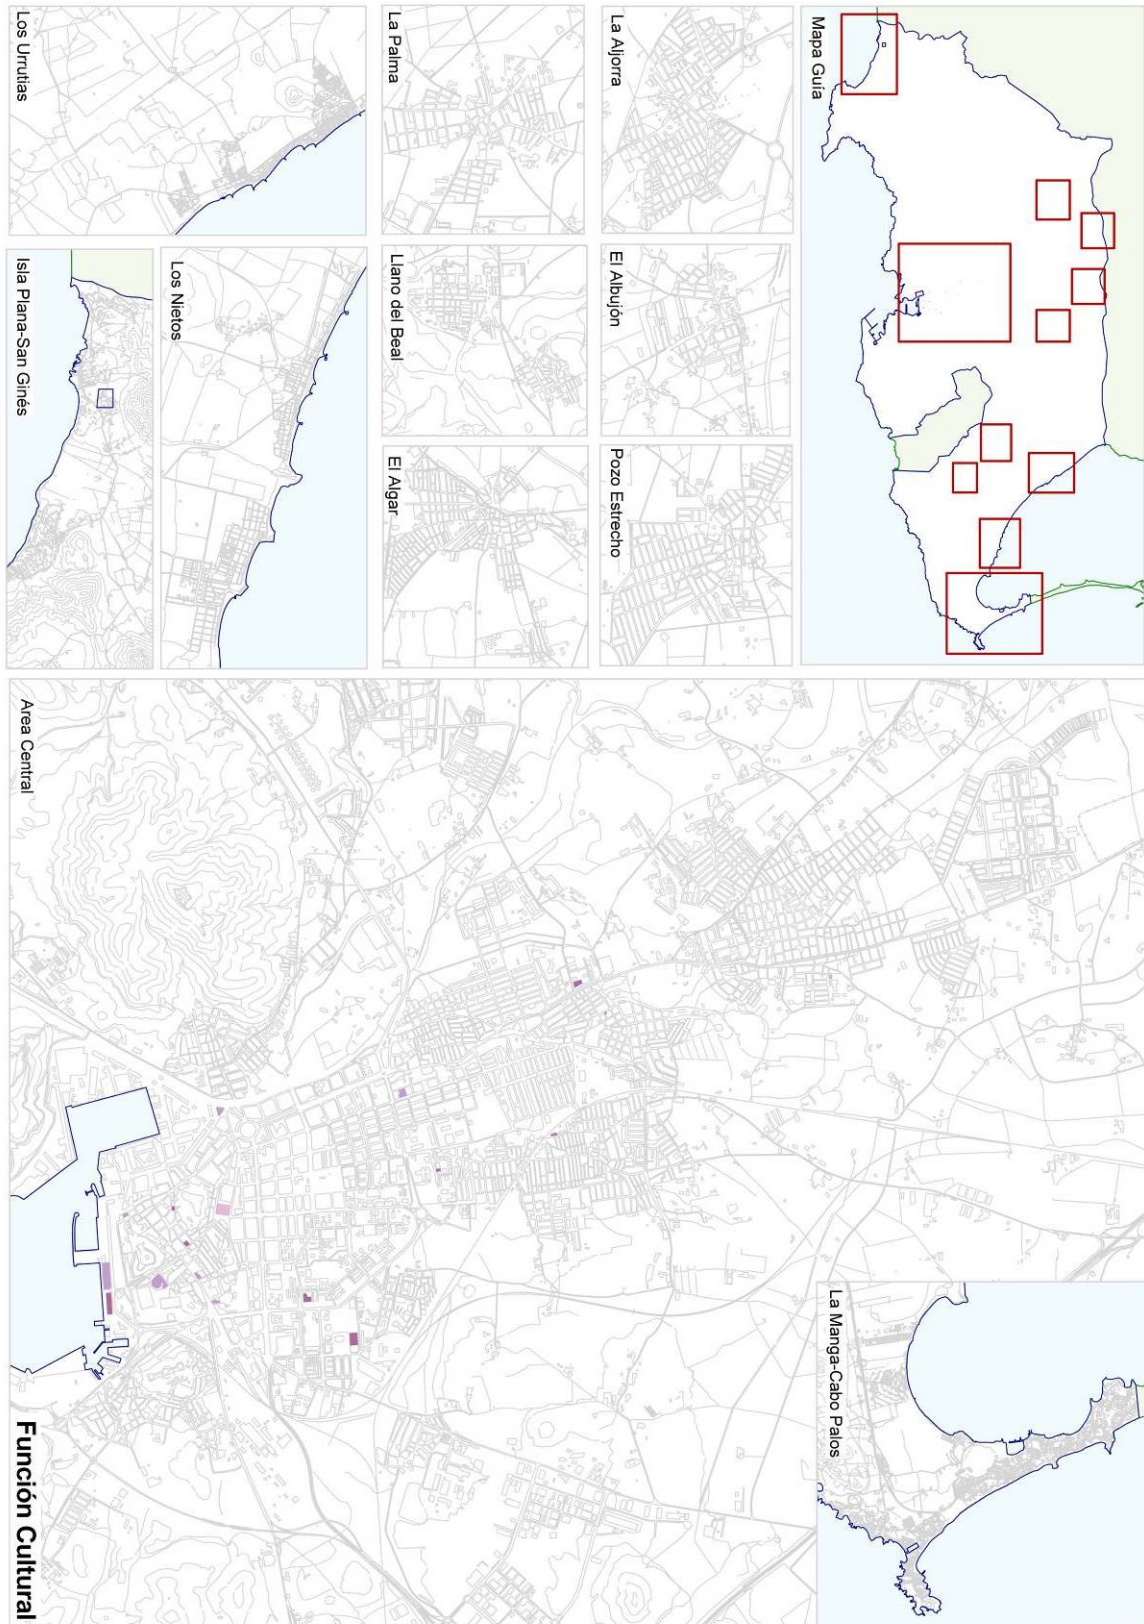 Mapa Guía
La Aljorra
El Albujón
Pozo Estrecho
La Palma
Llano del Beal
El Algar
Los Urrutias
Los Nietos
Isla Plana-San Ginés
La Manga-Cabo Palos
Area Central
Función Cultural